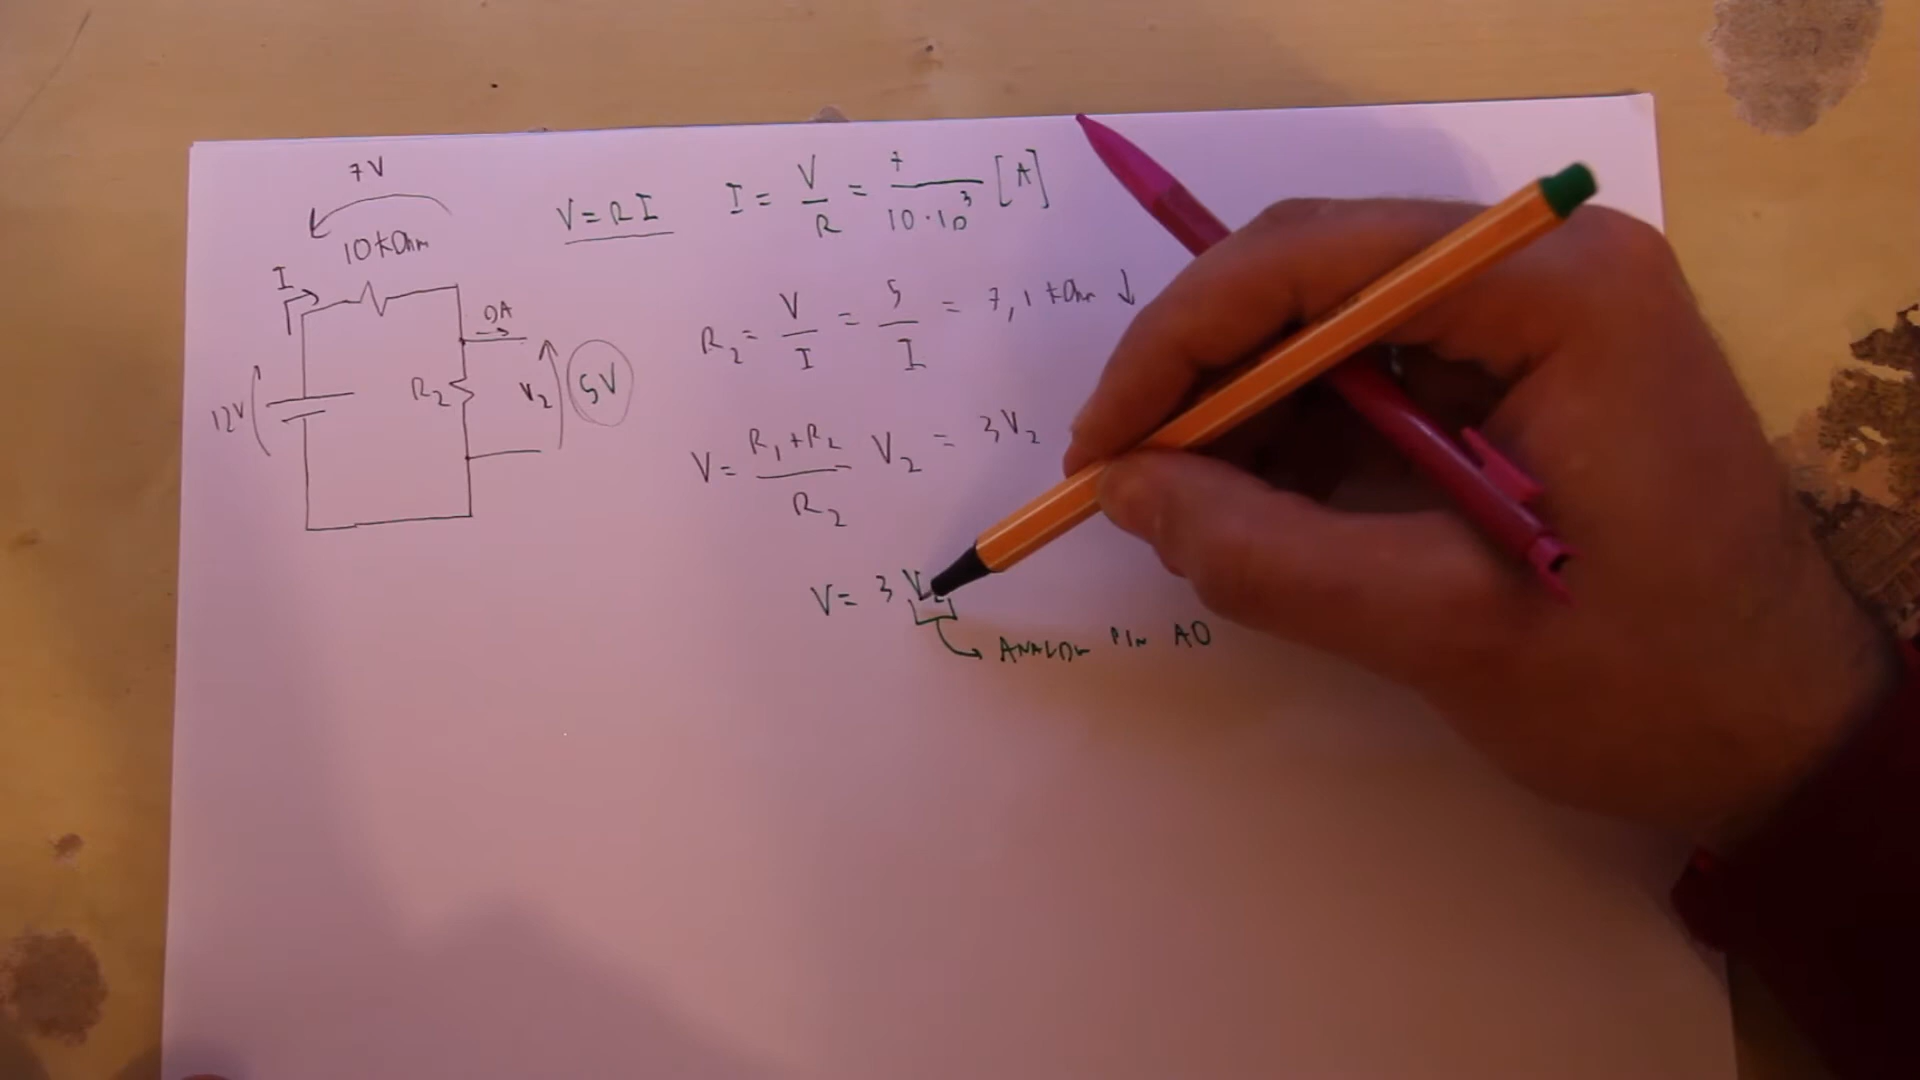 7V
10 kOhm
I
0A
12V
R2
V2
5V
V=RI
I = V/R = 7/10·10³ [A]
R2 = V/I = 5/I = 7,1 kOhm ↓
V= R1+R2/R2 V2 = 3V2
V= 3 V2
ANALOG PIN A0